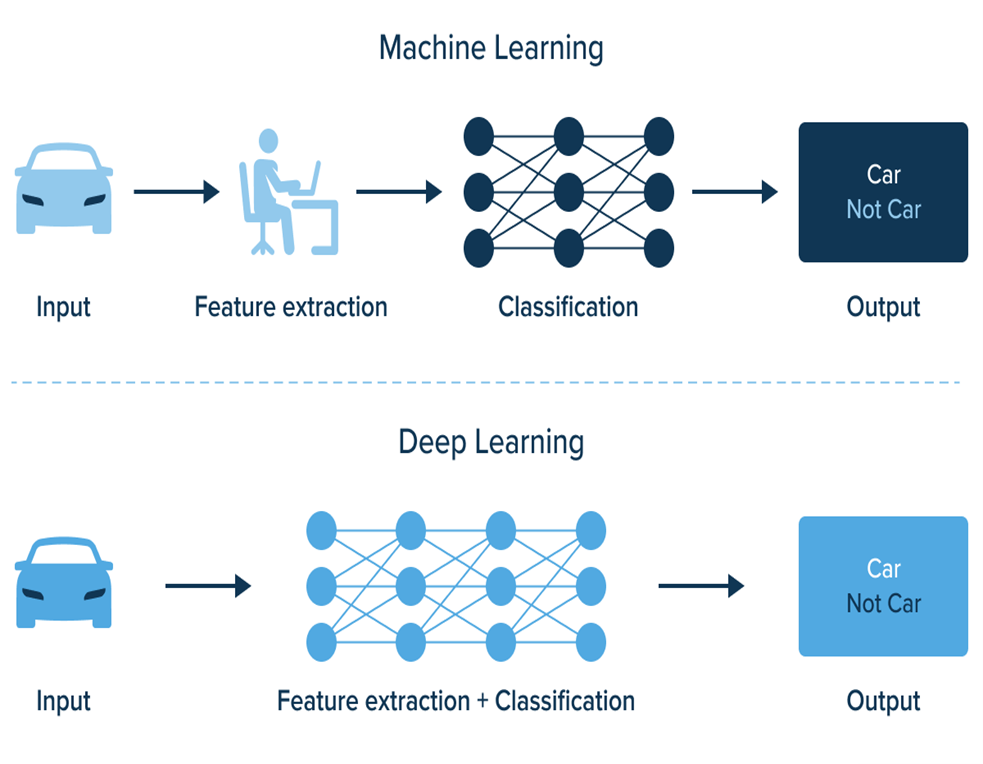 Machine Learning
Car
Not Car
Input
Feature extraction
Classification
Output
Deep Learning
Car
Not Car
Input
Feature extraction + Classification
Output